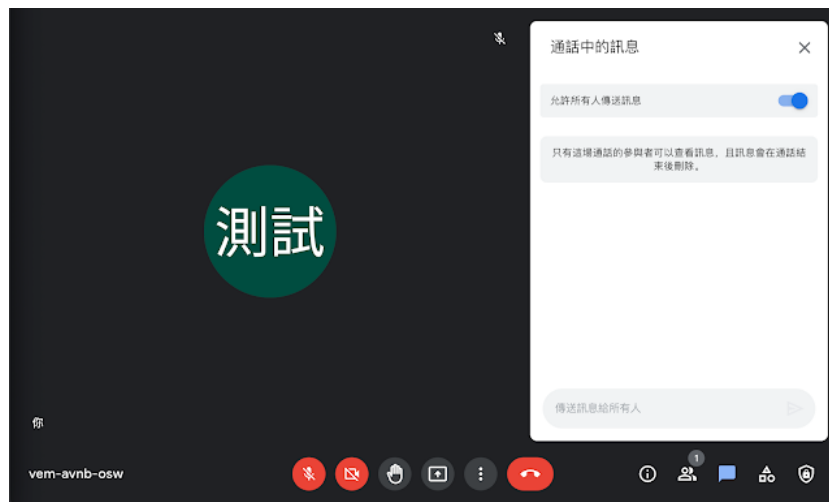 通話中的訊息
允許所有人傳送訊息
只有這場通話的參與者可以查看訊息，且訊息會在通話結
束後刪除。
測試
傳送訊息給所有人
你
vem-avnb-osw
1